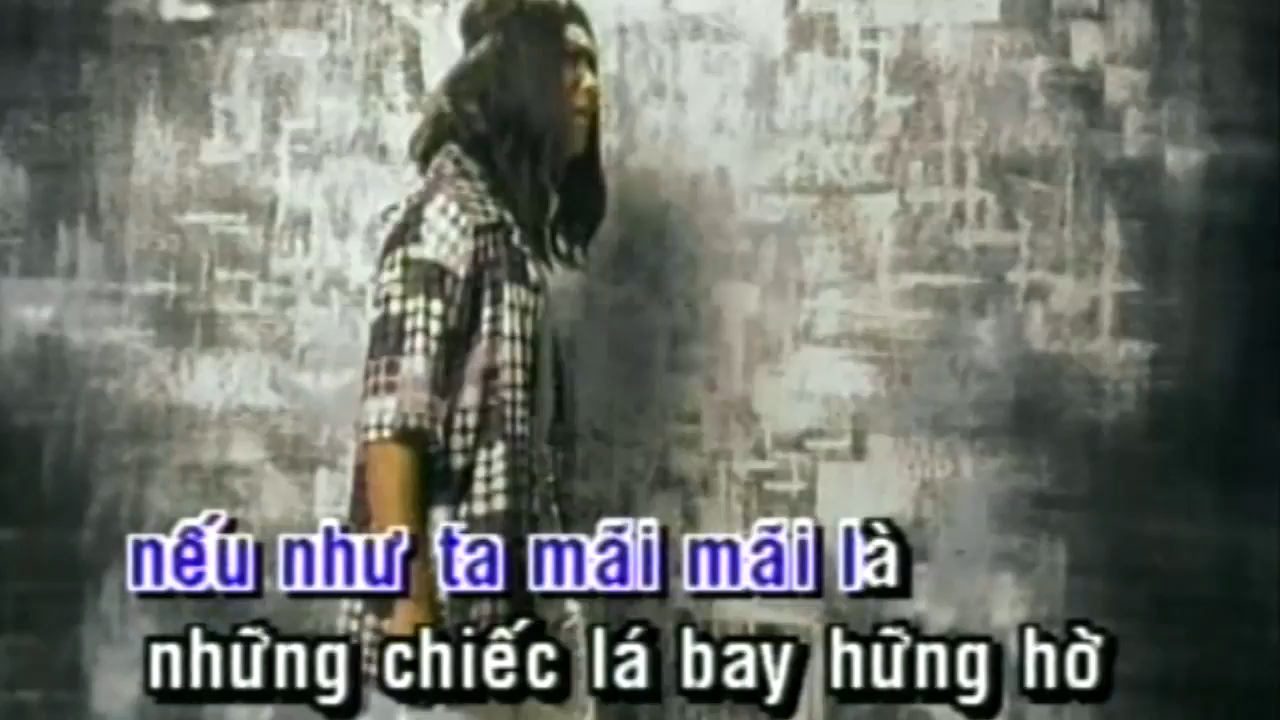 nếu như ta mãi mãi là
những chiếc lá bay hững hờ